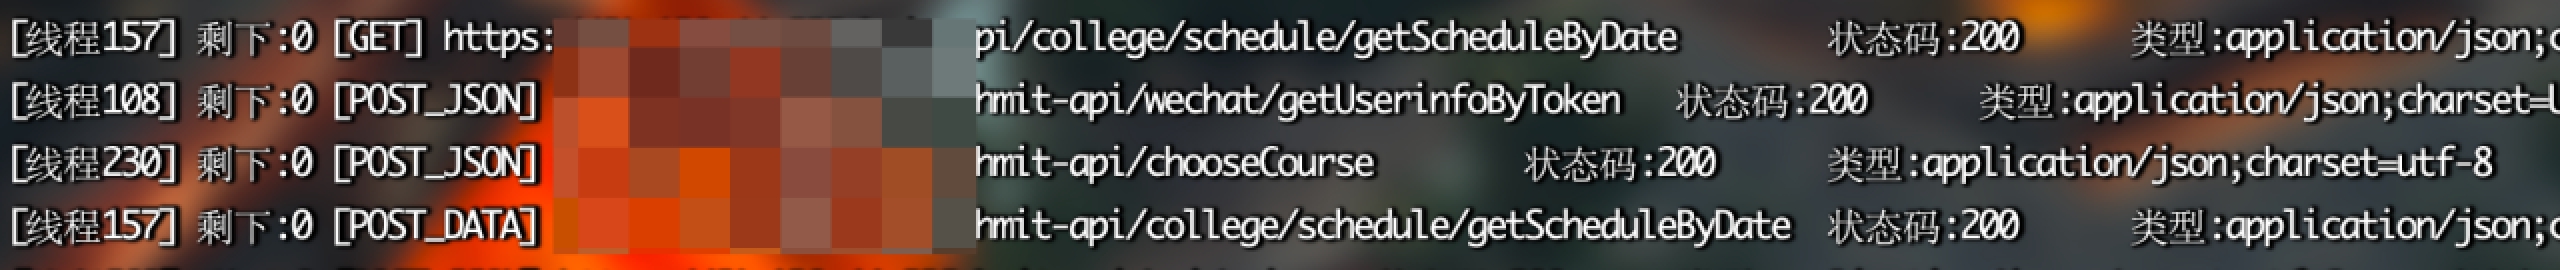 [线程157] 剩下:0 [GET] https: pi/college/schedule/getScheduleByDate 状态码:200 类型:application/json;c
[线程108] 剩下:0 [POST_JSON] hmit-api/wechat/getUserinfoByToken 状态码:200 类型:application/json;charset=U
[线程230] 剩下:0 [POST_JSON] hmit-api/chooseCourse 状态码:200 类型:application/json;charset=utf-8
[线程157] 剩下:0 [POST_DATA] hmit-api/college/schedule/getScheduleByDate 状态码:200 类型:application/json;c